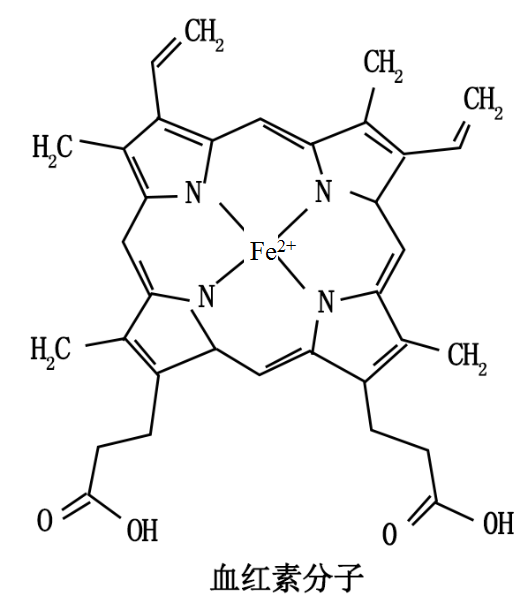 CH₂
CH₂
CH₂
H₂C
N
N
Fe²⁺
N
N
H₂C
CH₂
O
OH
O
OH
血红素分子